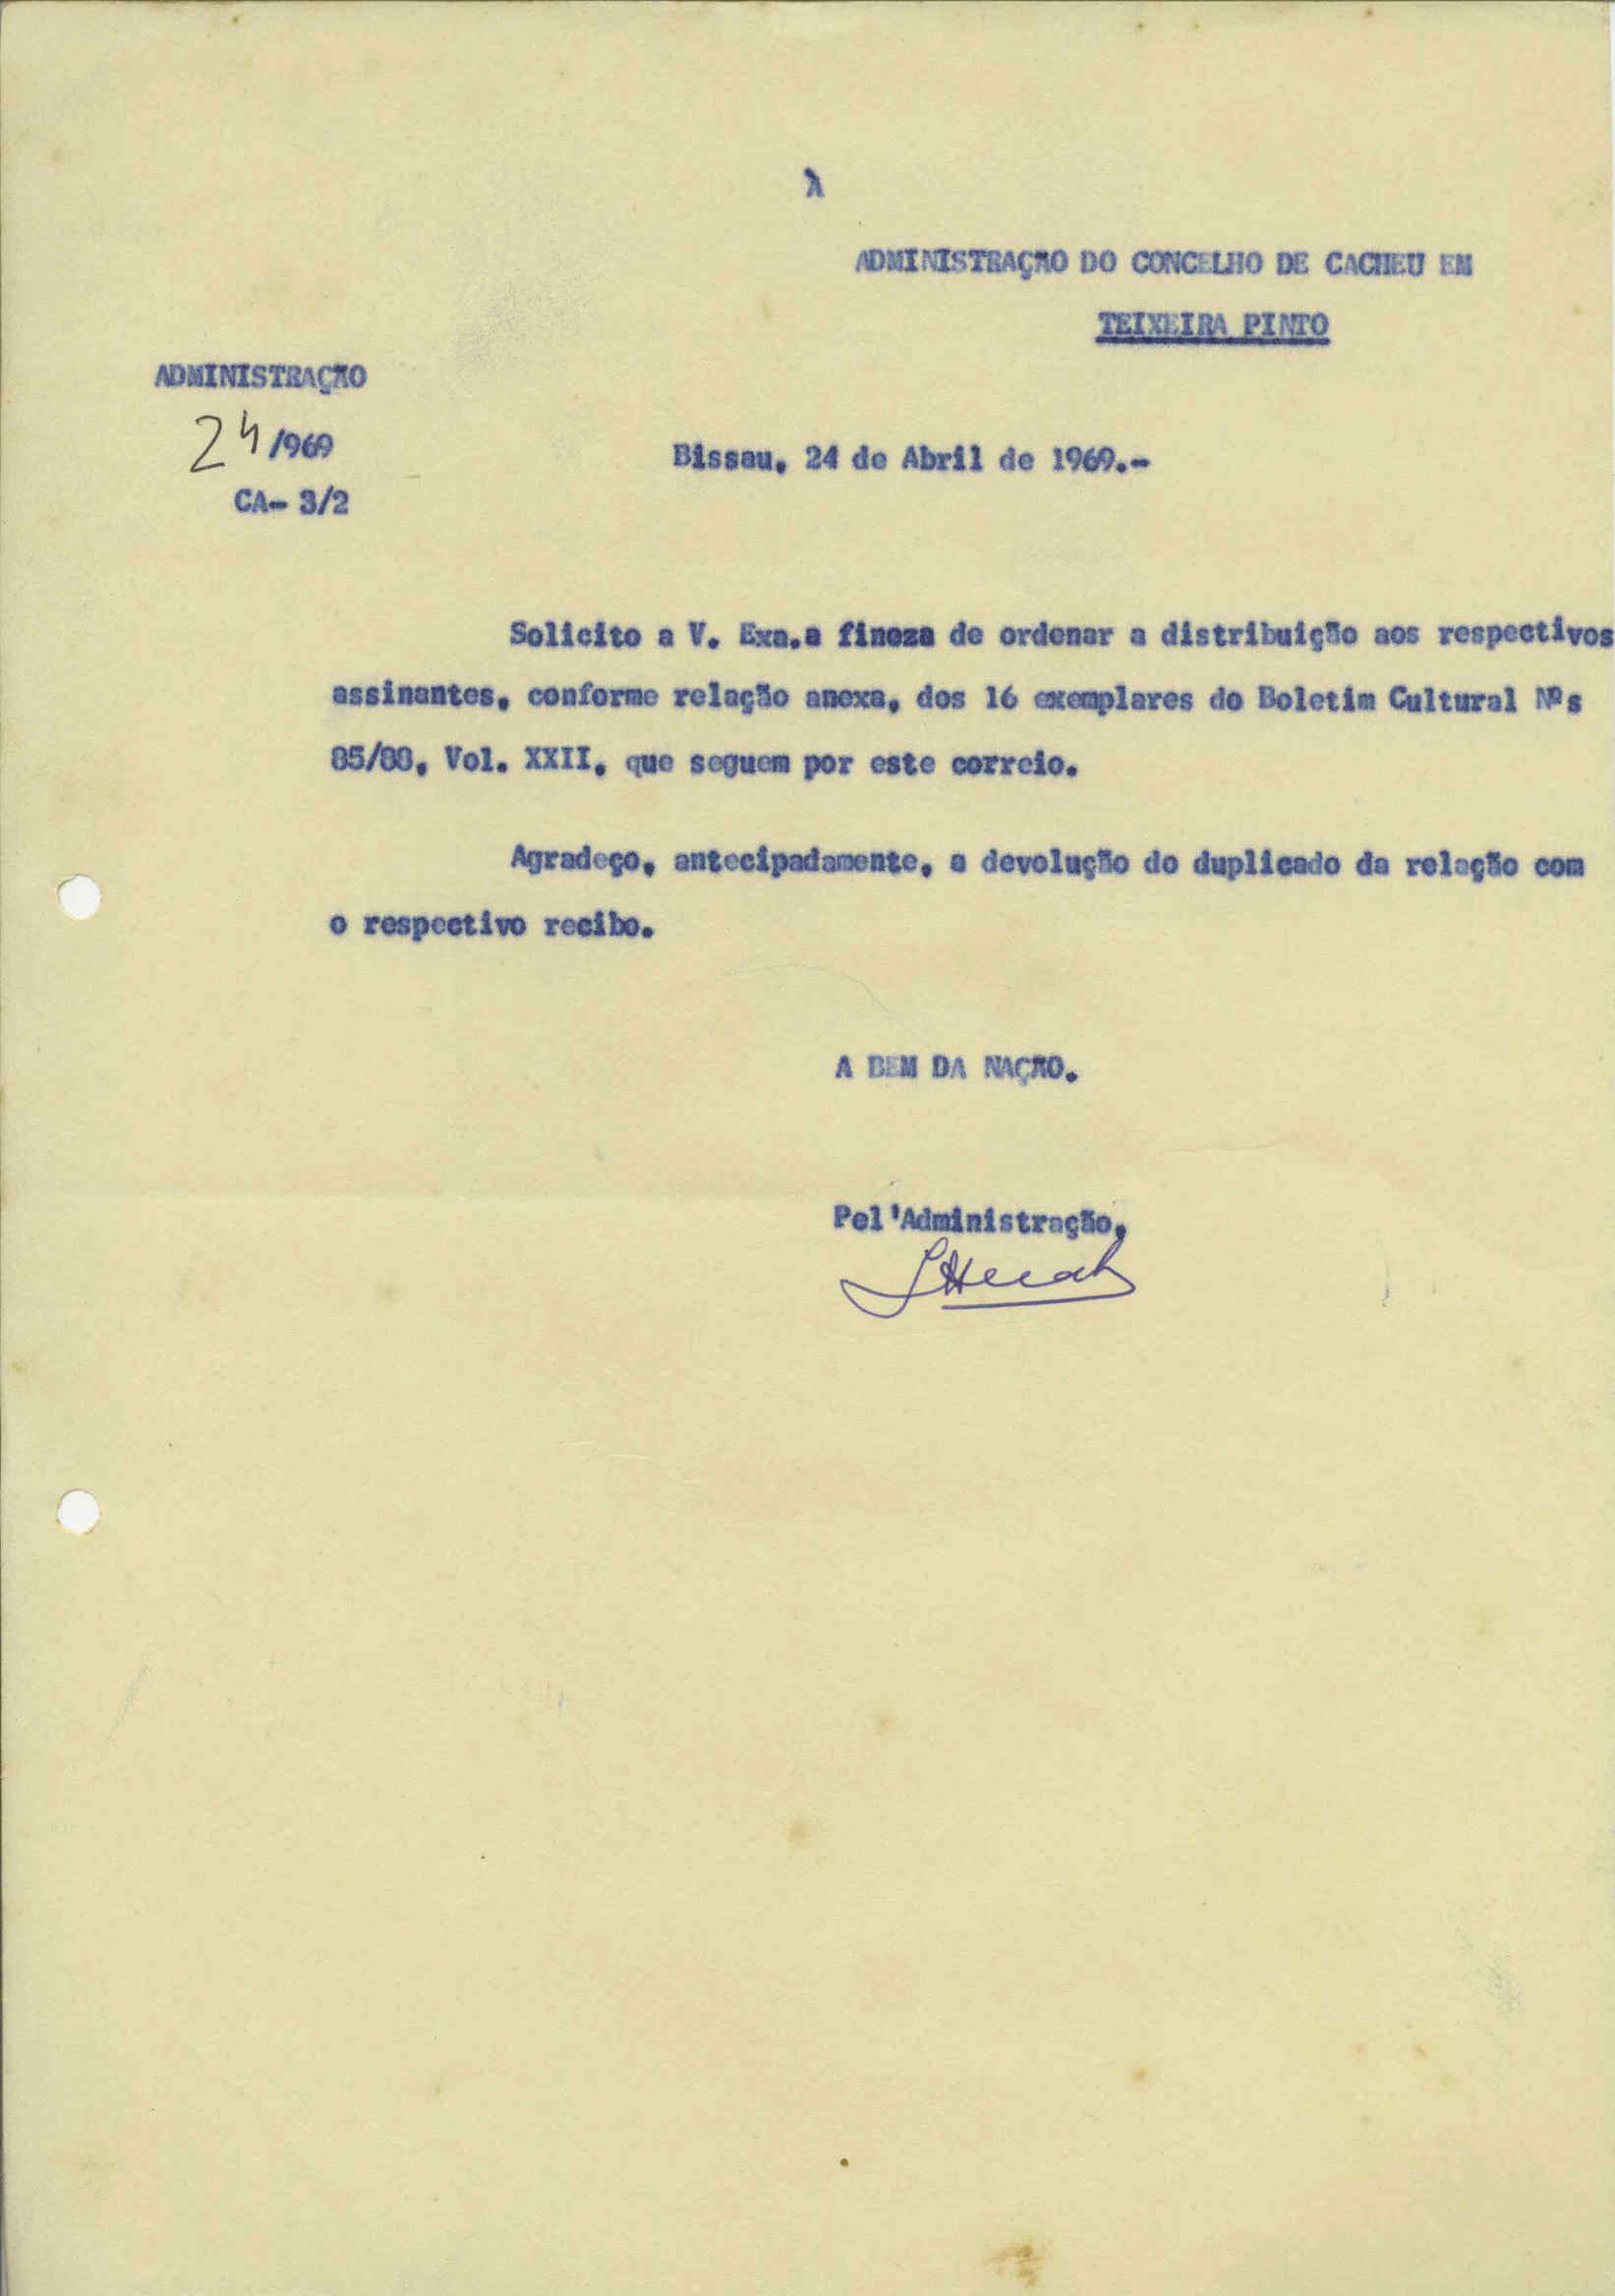 À
ADMINISTRAÇÃO DO CONCELHO DE CACHEU EM
TEIXEIRA PINTO
ADMINISTRAÇÃO
24/969
CA- 3/2
Bissau, 24 de Abril de 1969.-
Solicito a V. Exa.a fineza de ordenar a distribuição aos respectivos
assinantes, conforme relação anexa, dos 16 exemplares do Boletim Cultural Nºs
85/88, Vol. XXII, que seguem por este correio.
Agradeço, antecipadamente, a devolução do duplicado da relação com
o respectivo recibo.
A BEM DA NAÇÃO.
Pel'Administração,